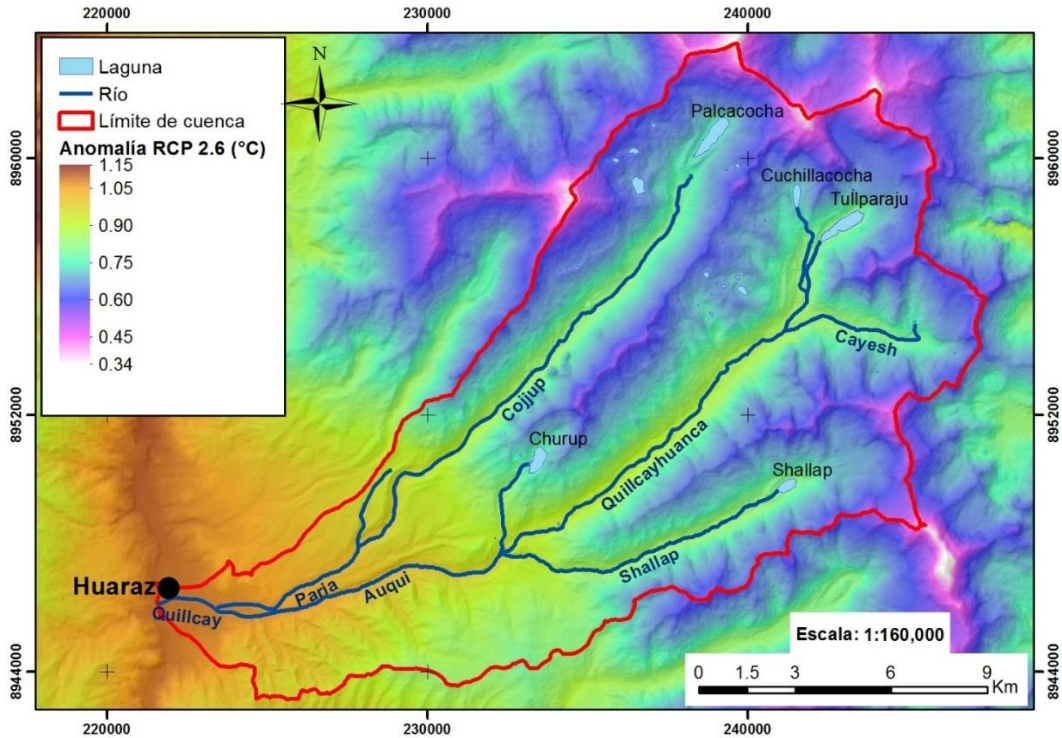 220000
230000
240000
Laguna
Río
Límite de cuenca
Anomalía RCP 2.6 (°C)
1.15
1.05
0.90
0.75
0.60
0.45
0.34
N
Palcacocha
Cuchillacocha
Tullparaju
Cayesh
Cojjup
Churup
Quillcayhuanca
Shallap
Shallap
Huaraz
Quillcay
Paria
Auqui
Escala: 1:160,000
0 1.5 3 6 9
Km
8960000
8952000
8944000
8960000
8952000
8944000
220000
230000
240000